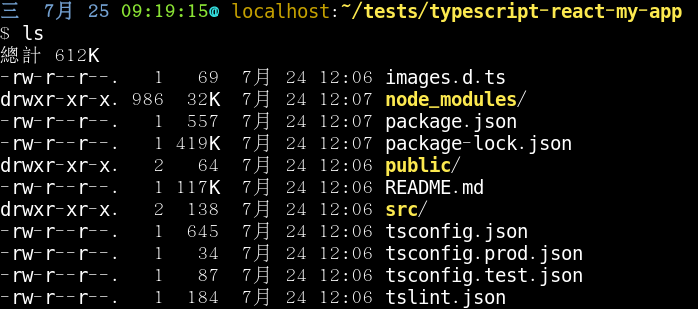 三  7月 25 09:19:15@ localhost:~/tests/typescript-react-my-app
$ ls
總計 612K
-rw-r--r--.   1   69  7月 24 12:06 images.d.ts
drwxr-xr-x. 986  32K  7月 24 12:07 node_modules/
-rw-r--r--.   1  557  7月 24 12:07 package.json
-rw-r--r--.   1 419K  7月 24 12:07 package-lock.json
drwxr-xr-x.   2   64  7月 24 12:06 public/
-rw-r--r--.   1 117K  7月 24 12:06 README.md
drwxr-xr-x.   2  138  7月 24 12:06 src/
-rw-r--r--.   1  645  7月 24 12:06 tsconfig.json
-rw-r--r--.   1   34  7月 24 12:06 tsconfig.prod.json
-rw-r--r--.   1   87  7月 24 12:06 tsconfig.test.json
-rw-r--r--.   1  184  7月 24 12:06 tslint.json